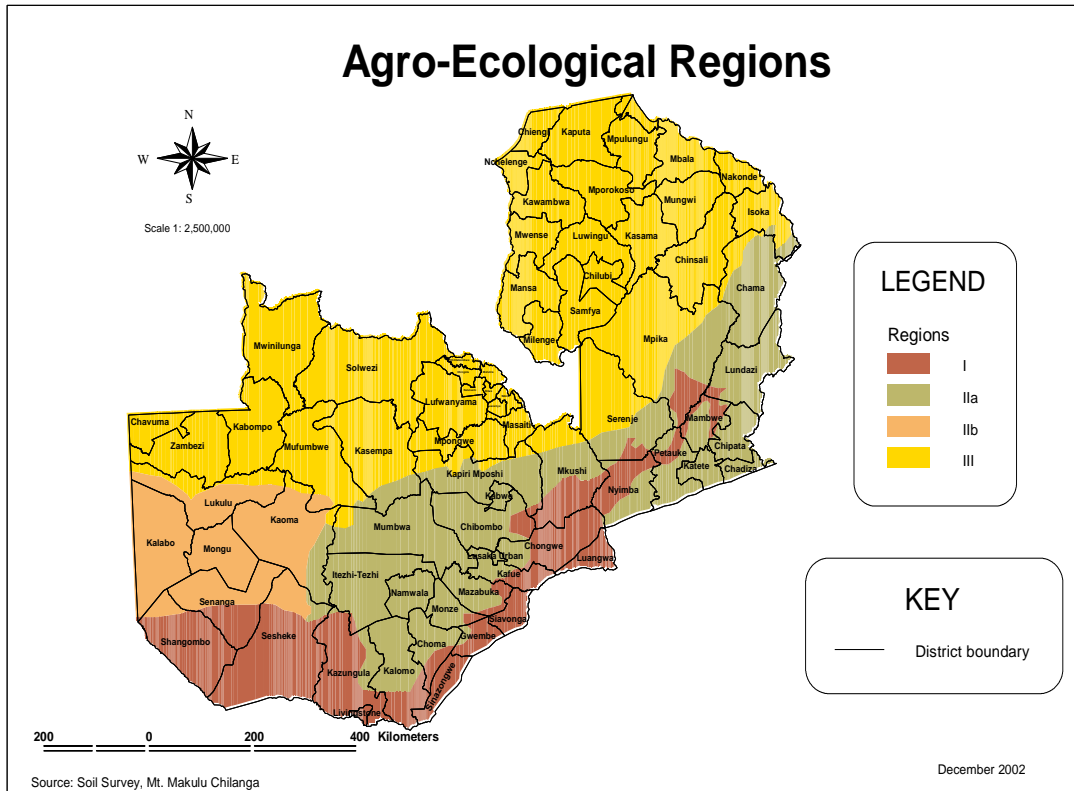 Agro-Ecological Regions
N
W E
S
Scale 1: 2,500,000
Chiengi
Kaputa
Mpulungu
Mbala
Nchelenge
Nakonde
Mporokoso
Kawambwa
Mungwi
Isoka
Mwense
Luwingu
Kasama
Chinsali
Chilubi
Mansa
Samfya
Chama
Milenge
Mpika
Mwinilunga
Solwezi
Lundazi
Lufwanyama
Chavuma
Kabompo
Masaiti
Serenje
Mambwe
Zambezi
Mufumbwe
Mpongwe
Chipata
Kasempa
Petauke
Katete
Chadiza
Kapiri Mposhi
Mkushi
Nyimba
Lukulu
Kabwe
Kaoma
Mumbwa
Chibombo
Kalabo
Mongu
Chongwe
Lusaka Urban
Luangwa
Itezhi-Tezhi
Kafue
Namwala
Mazabuka
Senanga
Monze
Siavonga
Shangombo
Sesheke
Choma
Gwembe
Kazungula
Kalomo
Sinazongwe
Livingstone
LEGEND
Regions
I
IIa
IIb
III
KEY
District boundary
200 0 200 400 Kilometers
Source: Soil Survey, Mt. Makulu Chilanga
December 2002